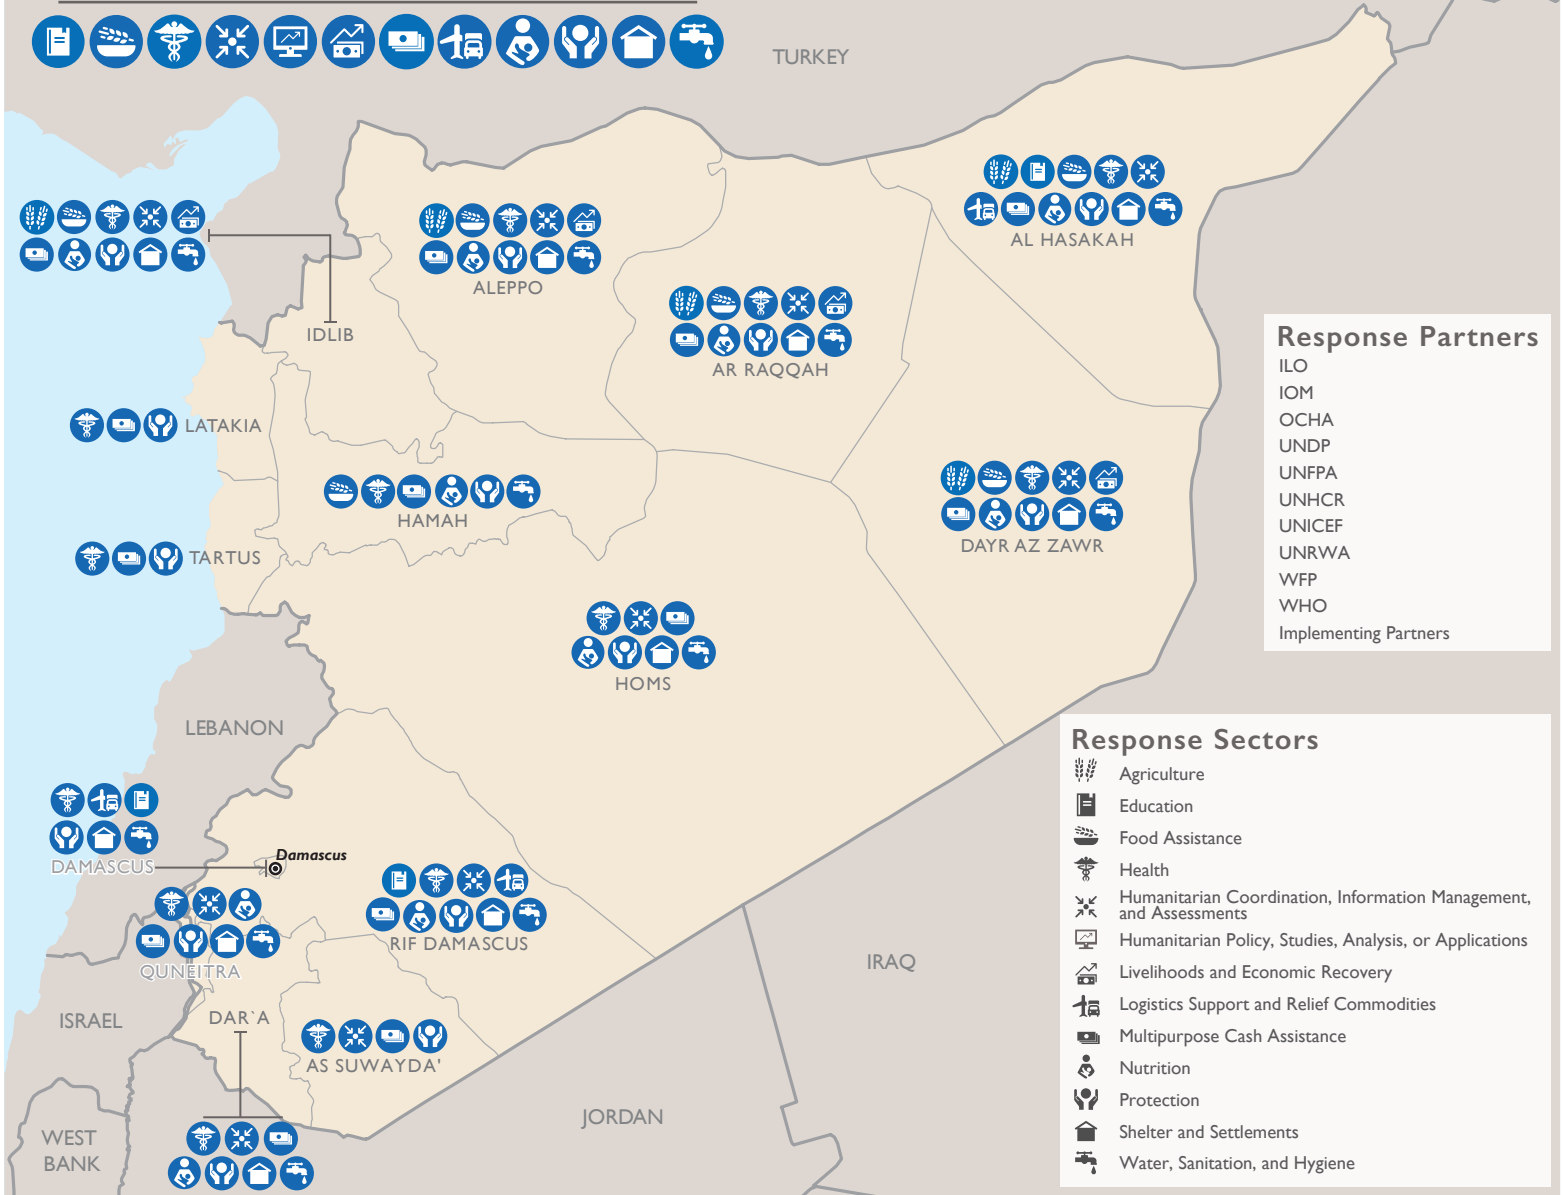 TURKEY
AL HASAKAH
ALEPPO
IDLIB
AR RAQQAH
Response Partners
ILO
IOM
OCHA
UNDP
UNFPA
UNHCR
UNICEF
UNRWA
WFP
WHO
Implementing Partners
LATAKIA
HAMAH
DAYR AZ ZAWR
TARTUS
HOMS
LEBANON
Response Sectors
Agriculture
Education
Food Assistance
Health
Humanitarian Coordination, Information Management,
and Assessments
Humanitarian Policy, Studies, Analysis, or Applications
Livelihoods and Economic Recovery
Logistics Support and Relief Commodities
Multipurpose Cash Assistance
Nutrition
Protection
Shelter and Settlements
Water, Sanitation, and Hygiene
Damascus
DAMASCUS
RIF DAMASCUS
QUNEITRA
IRAQ
ISRAEL
DAR`A
AS SUWAYDA'
JORDAN
WEST
BANK